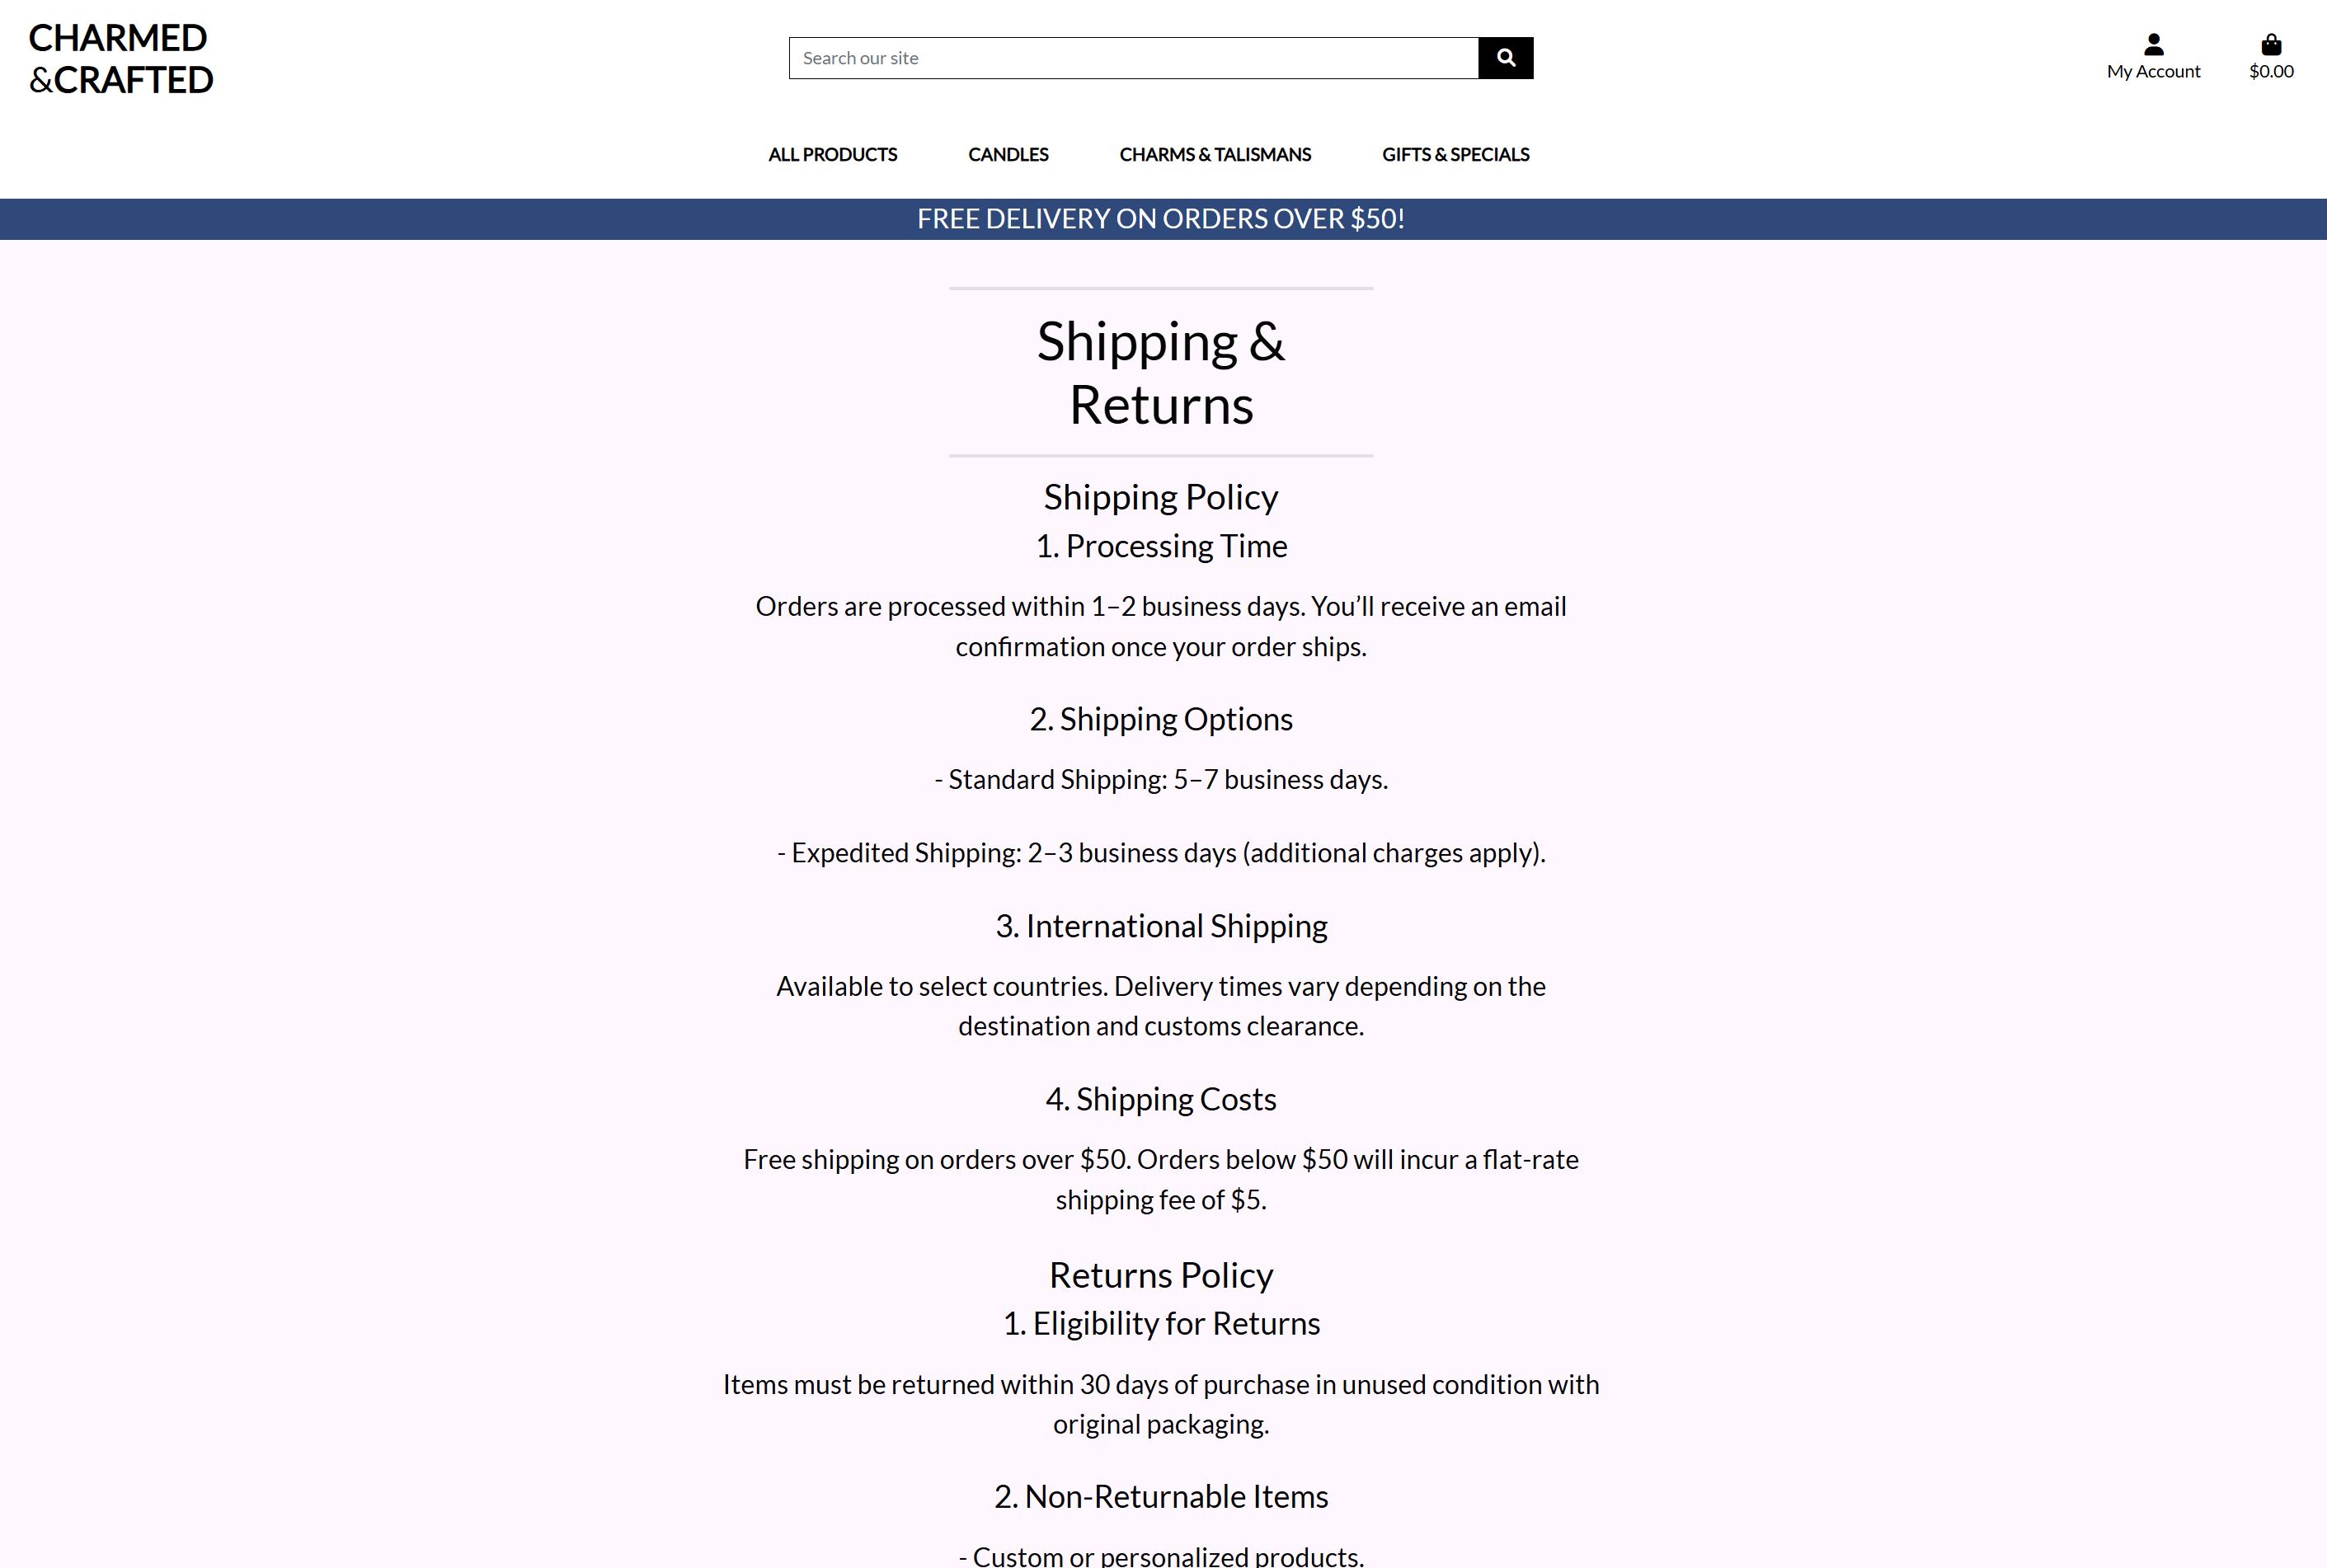 CHARMED
&CRAFTED
Search our site
My Account
$0.00
ALL PRODUCTS
CANDLES
CHARMS & TALISMANS
GIFTS & SPECIALS
FREE DELIVERY ON ORDERS OVER $50!
Shipping &
Returns
Shipping Policy
1. Processing Time
Orders are processed within 1–2 business days. You’ll receive an email
confirmation once your order ships.
2. Shipping Options
- Standard Shipping: 5–7 business days.
- Expedited Shipping: 2–3 business days (additional charges apply).
3. International Shipping
Available to select countries. Delivery times vary depending on the
destination and customs clearance.
4. Shipping Costs
Free shipping on orders over $50. Orders below $50 will incur a flat-rate
shipping fee of $5.
Returns Policy
1. Eligibility for Returns
Items must be returned within 30 days of purchase in unused condition with
original packaging.
2. Non-Returnable Items
- Custom or personalized products.